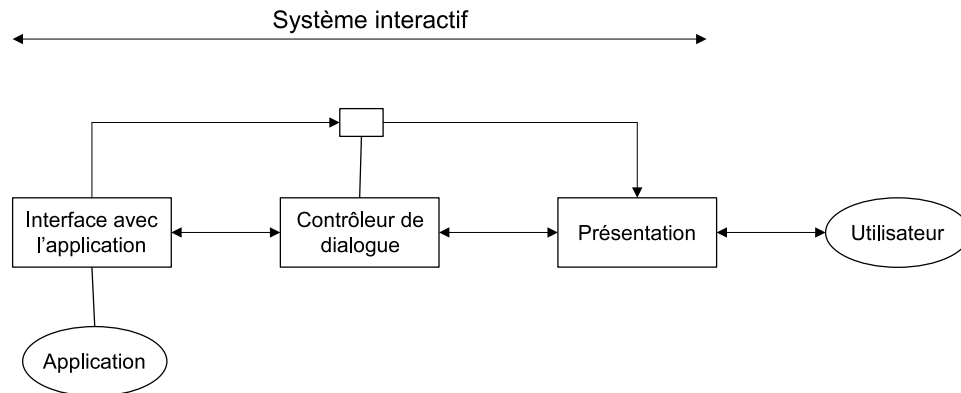 Système interactif
Interface avec
l'application
Contrôleur de
dialogue
Présentation
Utilisateur
Application